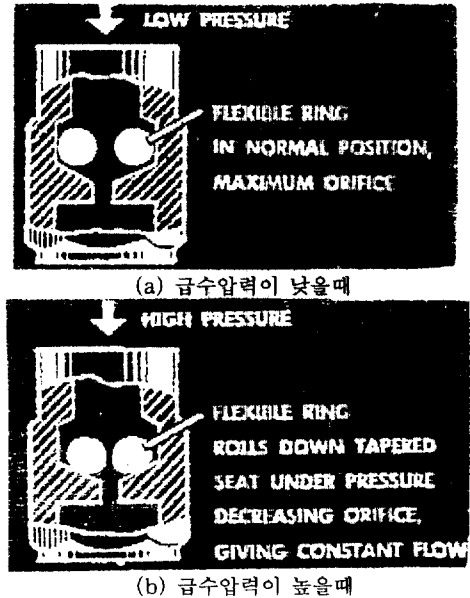 LOW PRESSURE
FLEXIBLE RING
IN NORMAL POSITION,
MAXIMUM ORIFICE
(a) 급수압력이 낮을때
HIGH PRESSURE
FLEXIBLE RING
ROLLS DOWN TAPERED
SEAT UNDER PRESSURE
DECREASING ORIFICE,
GIVING CONSTANT FLOW
(b) 급수압력이 높을때